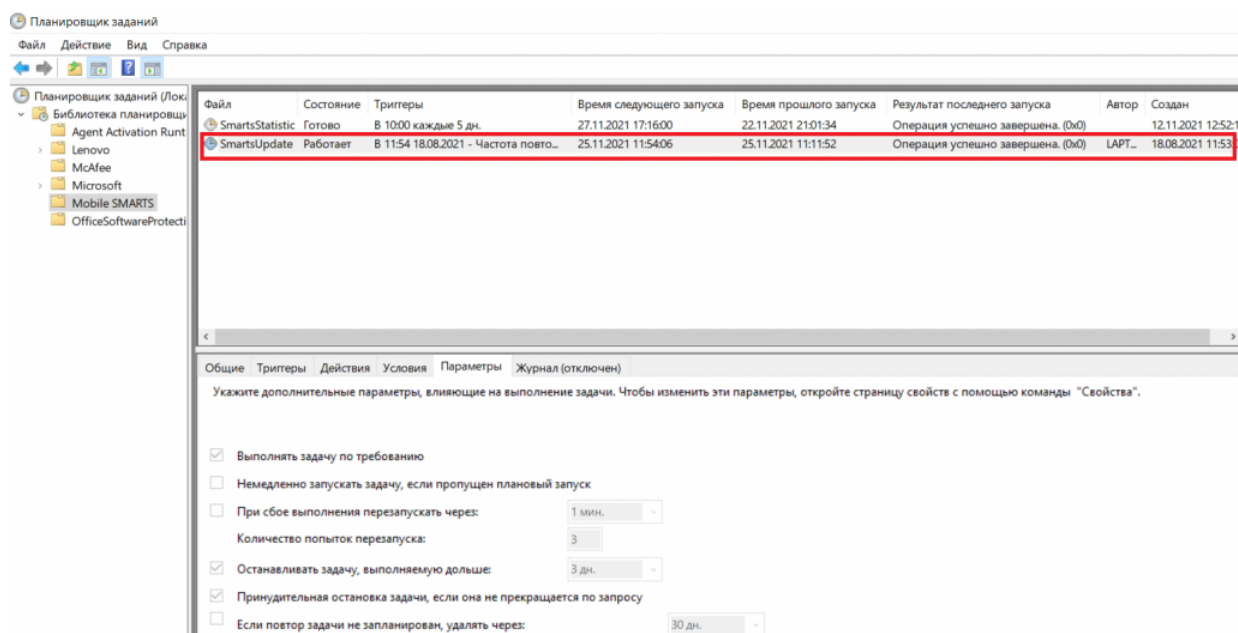 Планировщик заданий
Файл Действие Вид Справка
Планировщик заданий (Лока
Библиотека планировщи
Agent Activation Runt
Lenovo
McAfee
Microsoft
Mobile SMARTS
OfficeSoftwareProtecti
Файл Состояние Триггеры Время следующего запуска Время прошлого запуска Результат последнего запуска Автор Создан
SmartsStatistic Готово В 10:00 каждые 5 дн. 27.11.2021 17:16:00 22.11.2021 21:01:34 Операция успешно завершена. (0x0) 12.11.2021 12:52:1
SmartsUpdate Работает В 11:54 18.08.2021 - Частота повто... 25.11.2021 11:54:06 25.11.2021 11:11:52 Операция успешно завершена. (0x0) LAPT... 18.08.2021 11:53:
Общие Триггеры Действия Условия Параметры Журнал (отключен)
Укажите дополнительные параметры, влияющие на выполнение задачи. Чтобы изменить эти параметры, откройте страницу свойств с помощью команды "Свойства".
Выполнять задачу по требованию
Немедленно запускать задачу, если пропущен плановый запуск
При сбое выполнения перезапускать через: 1 мин.
Количество попыток перезапуска: 3
Останавливать задачу, выполняемую дольше: 3 дн.
Принудительная остановка задачи, если она не прекращается по запросу
Если повтор задачи не запланирован, удалять через: 30 дн.